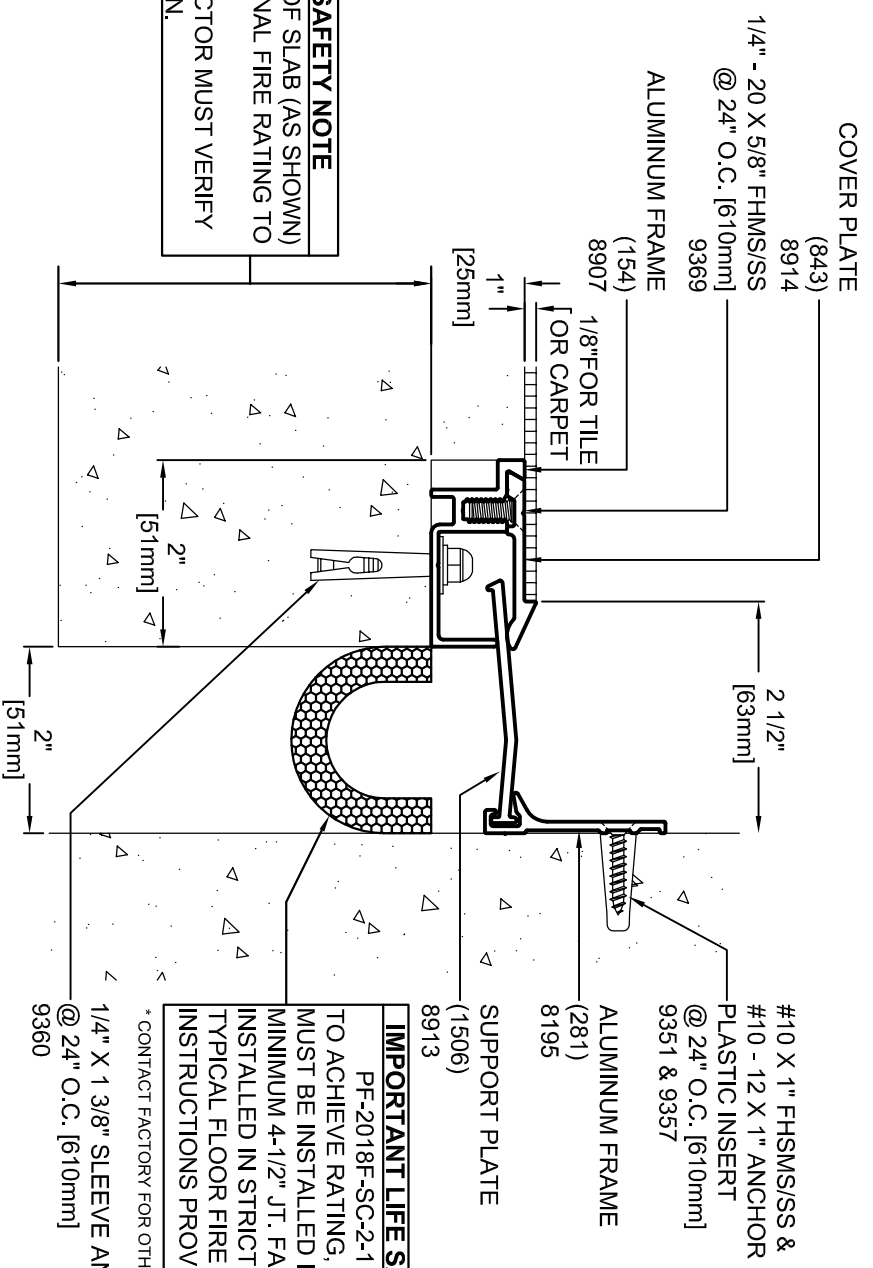 COVER PLATE
(843)
8914
1/4" - 20 X 5/8" FHMS/SS
@ 24" O.C. [610mm]
9369
ALUMINUM FRAME
(154)
8907
1/8"FOR TILE
OR CARPET
1"
[25mm]
SAFETY NOTE
OF SLAB (AS SHOWN)
NAL FIRE RATING TO
CTOR MUST VERIFY
N.
2 1/2"
[63mm]
2"
[51mm]
2"
[51mm]
#10 X 1" FHSMS/SS &
#10 - 12 X 1" ANCHOR
PLASTIC INSERT
@ 24" O.C. [610mm]
9351 & 9357
ALUMINUM FRAME
(281)
8195
SUPPORT PLATE
(1506)
8913
IMPORTANT LIFE S
PF-2018F-SC-2-1
TO ACHIEVE RATING,
MUST BE INSTALLED
MINIMUM 4-1/2" JT. FA
INSTALLED IN STRICT
TYPICAL FLOOR FIRE
INSTRUCTIONS PROV
* CONTACT FACTORY FOR OTH
1/4" X 1 3/8" SLEEVE AN
@ 24" O.C. [610mm]
9360